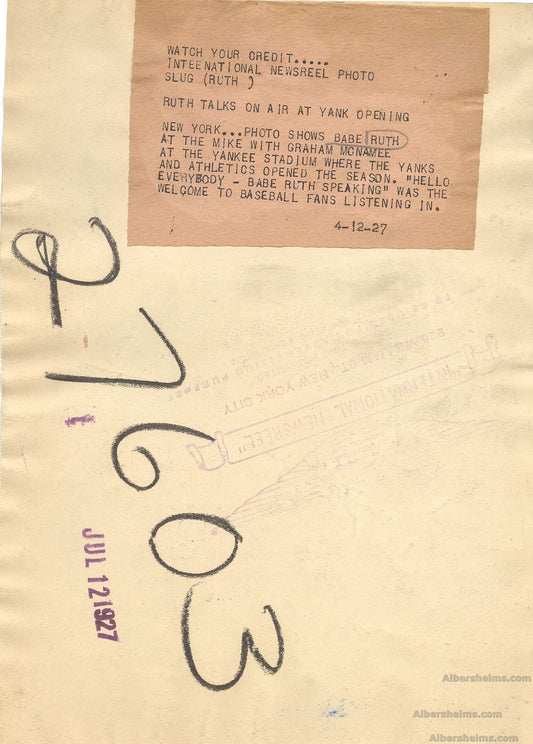 WATCH YOUR CREDIT.....
INTEENATIONAL NEWSREEL PHOTO
SLUG (RUTH )
RUTH TALKS ON AIR AT YANK OPENING
NEW YORK...PHOTO SHOWS BABE RUTH
AT THE MIKE WITH GRAHAM MCNAMEE
AT THE YANKEE STADIUM WHERE THE YANKS
AND ATHLETICS OPENED THE SEASON. "HELLO
EVERYBODY - BABE RUTH SPEAKING" WAS THE
WELCOME TO BASEBALL FANS LISTENING IN.
4-12-27
27603
"INTERNATIONAL NEWSREEL"
226 WILLIAM ST., NEW YORK CITY
JUL 12 1927
Albersheims.com
Albersheims.com
Albersheims.com